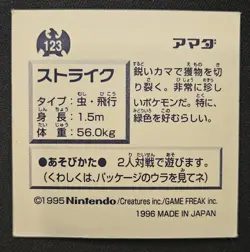 123
アマダ
ストライク
タイプ：虫・飛行
身長：1.5m
体重：56.0kg
鋭いカマで獲物を切
り裂く。非常に珍し
いポケモンだ。特に、
緑色を好むらしい。
●あそびかた● 2人対戦で遊びます。
(くわしくは、パッケージのウラを見てネ)
©1995 Nintendo/Creatures inc./GAME FREAK inc.
1996 MADE IN JAPAN